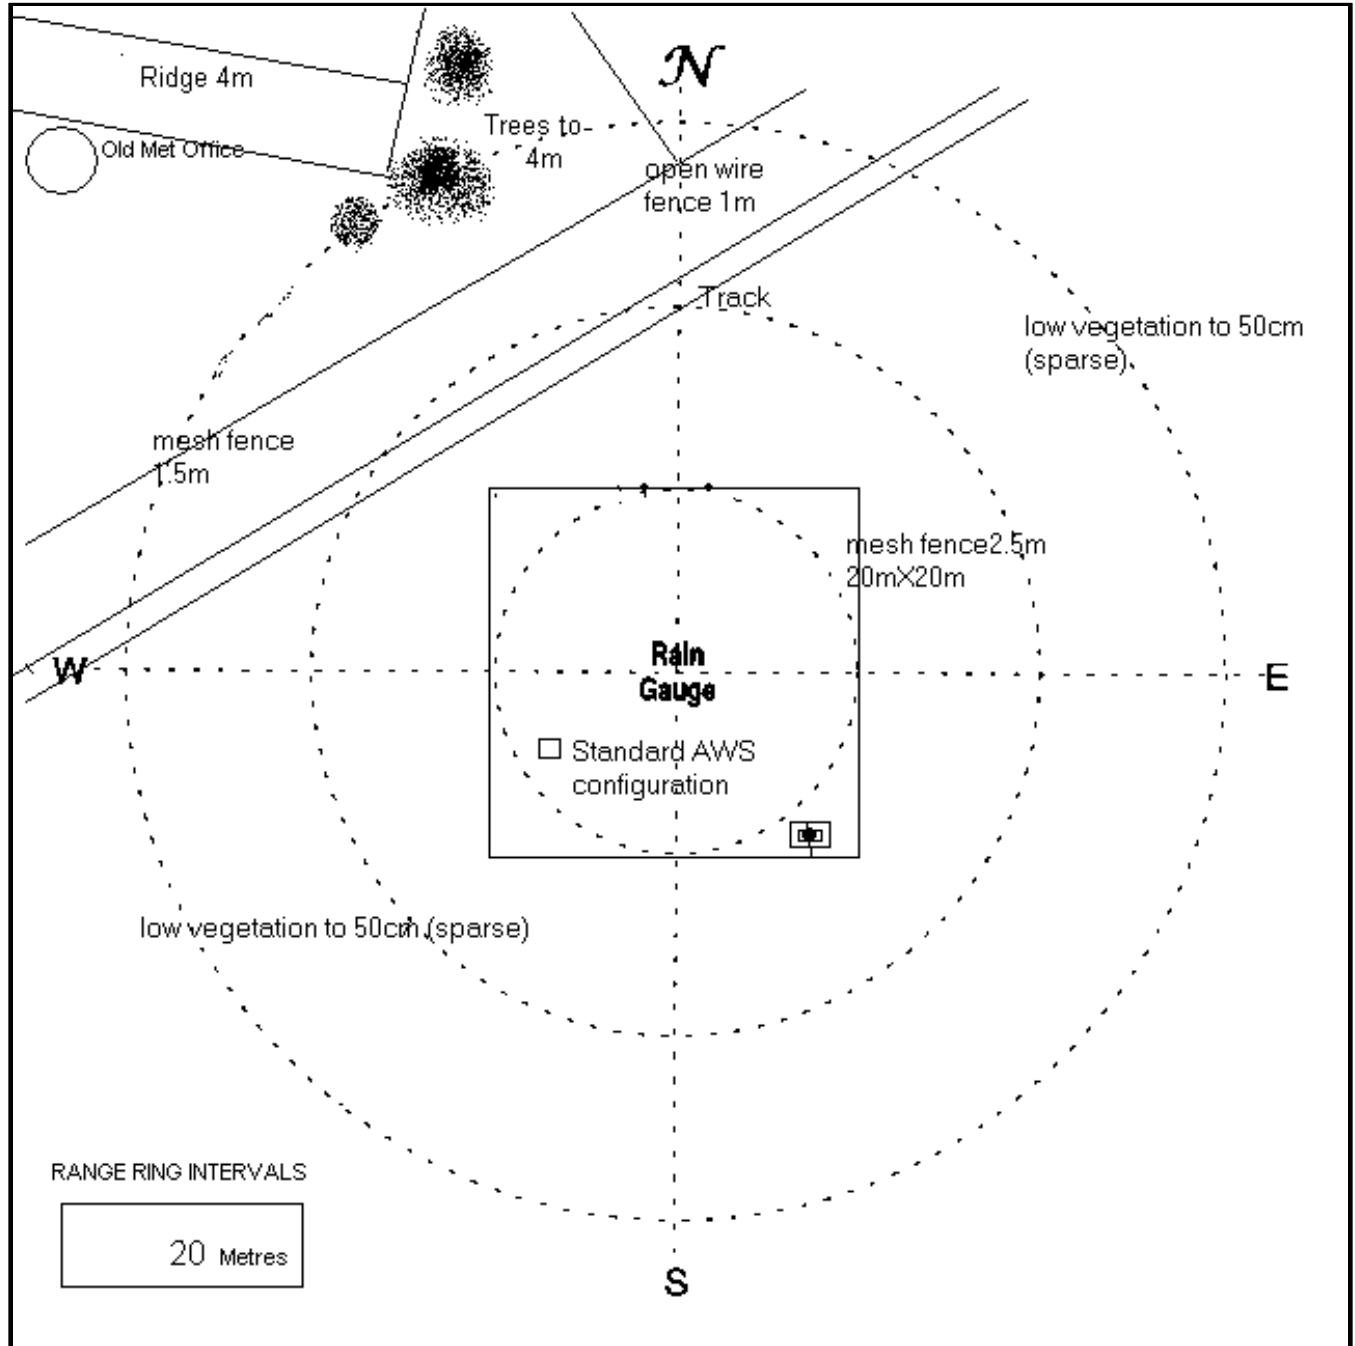 N
Ridge 4m
Old Met Office
Trees to
4m
open wire
fence 1m
Track
low vegetation to 50cm
(sparse)
mesh fence
1.5m
mesh fence2.5m
20mX20m
W
Rain
Gauge
E
Standard AWS
configuration
low vegetation to 50cm (sparse)
RANGE RING INTERVALS
20 Metres
S